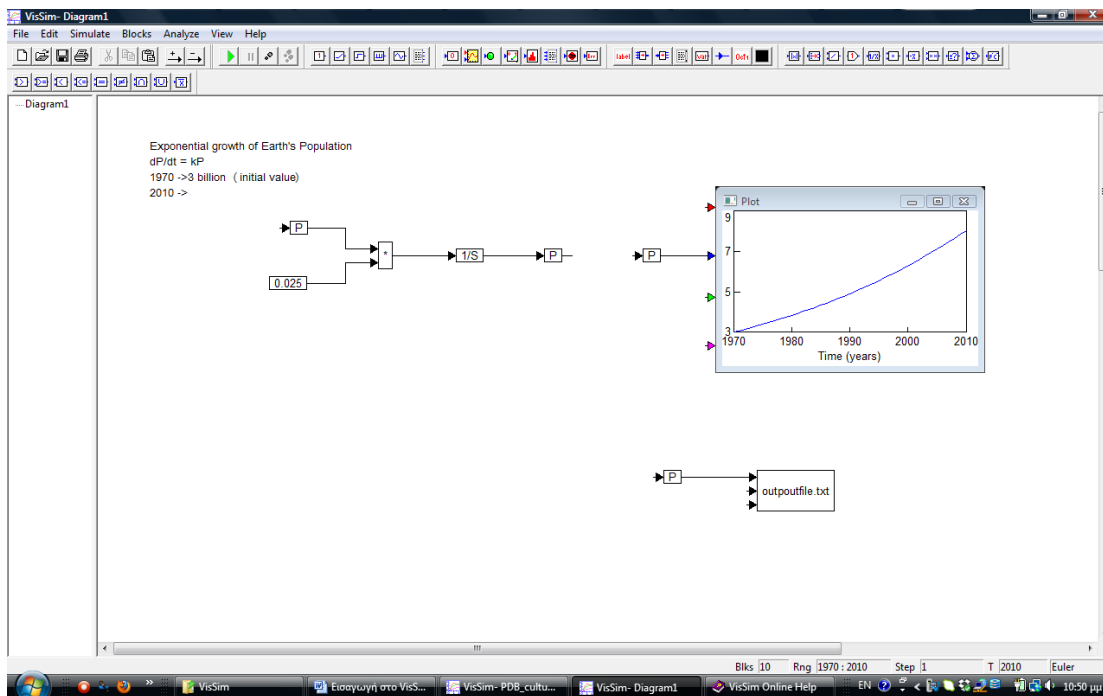 VisSim- Diagram1
File Edit Simulate Blocks Analyze View Help
Diagram1
Exponential growth of Earth's Population
dP/dt = kP
1970 ->3 billion ( initial value)
2010 ->
P
*
1/S
P
P
0.025
Plot
9
7
5
3
1970 1980 1990 2000 2010
Time (years)
P
outpoutfile.txt
Blks 10 Rng 1970 : 2010 Step 1 T 2010 Euler
VisSim
Εισαγωγή στο VisS...
VisSim- PDB_cultu...
VisSim- Diagram1
VisSim Online Help
EN
10:50 μμ